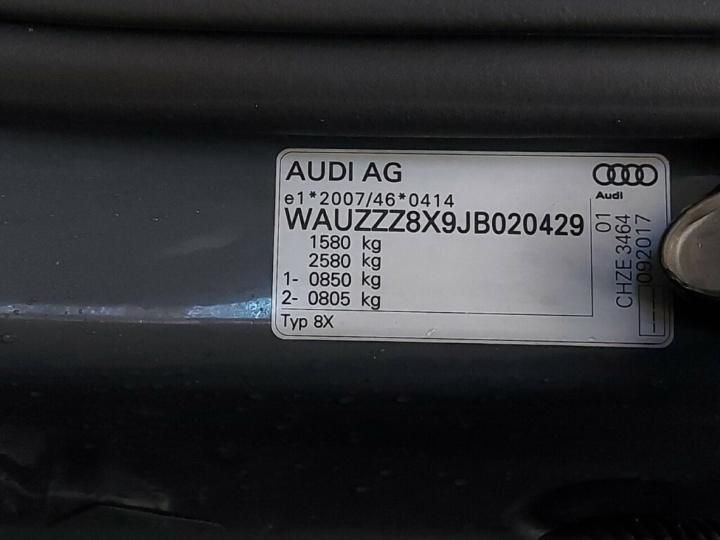 AUDI AG
Audi
e1*2007/46*0414
WAUZZZ8X9JB020429
1580 kg
2580 kg
1- 0850 kg
2- 0805 kg
Typ 8X
01
CHZE 3464
092017